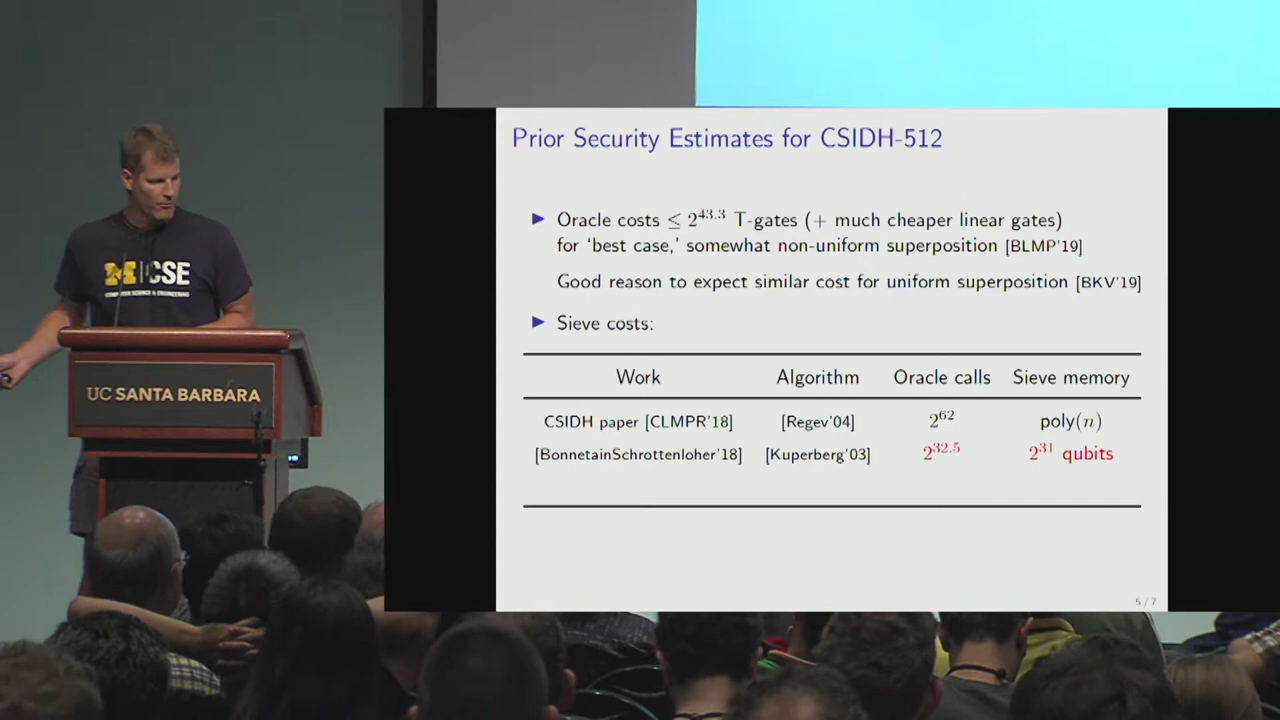 M|CSE
COMPUTER SCIENCE & ENGINEERING
UC SANTA BARBARA
Prior Security Estimates for CSIDH-512
▶ Oracle costs ≤ 2^43.3 T-gates (+ much cheaper linear gates)
for ‘best case,’ somewhat non-uniform superposition [BLMP'19]
Good reason to expect similar cost for uniform superposition [BKV'19]
▶ Sieve costs:
Work Algorithm Oracle calls Sieve memory
CSIDH paper [CLMPR'18] [Regev'04] 2^62 poly(n)
[BonnetainSchrottenloher'18] [Kuperberg'03] 2^32.5 2^31 qubits
5 / 7